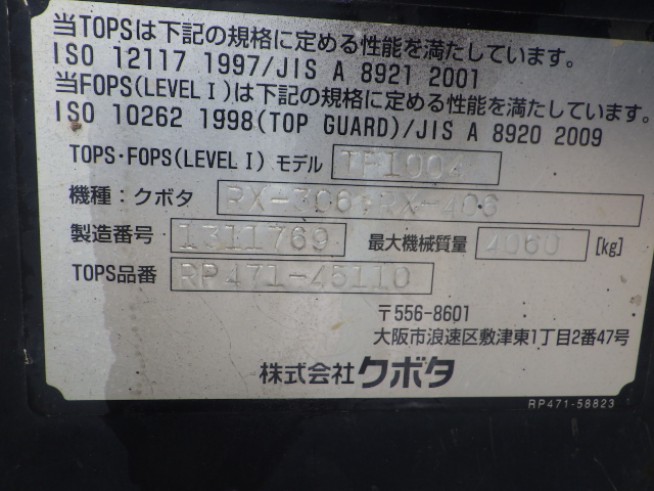 当TOPSは下記の規格に定める性能を満たしています。
ISO 12117 1997/JIS A 8921 2001
当FOPS(LEVELⅠ)は下記の規格に定める性能を満たしています。
ISO 10262 1998(TOP GUARD)/JIS A 8920 2009
TOPS・FOPS(LEVELⅠ) モデル TF1004
機種：クボタ RX-306・RX-406
製造番号 1311769 最大機械質量 4060 [kg]
TOPS品番 RP471-45110
〒556-8601
大阪市浪速区敷津東1丁目2番47号
株式会社クボタ
RP471-58823